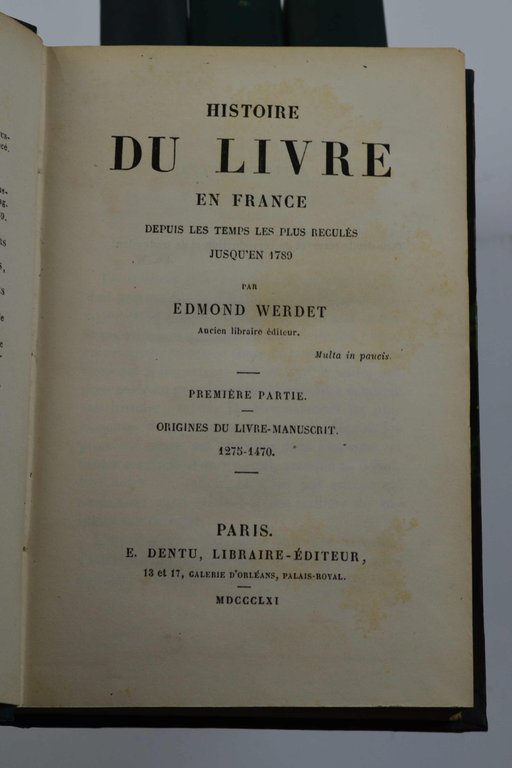 HISTOIRE
DU LIVRE
EN FRANCE
DEPUIS LES TEMPS LES PLUS RECULÉS
JUSQU'EN 1789
PAR
EDMOND WERDET
Ancien libraire éditeur.
Multa in paucis.
PREMIÈRE PARTIE.
ORIGINES DU LIVRE-MANUSCRIT.
1275-1470.
PARIS.
E. DENTU, LIBRAIRE-ÉDITEUR,
13 et 17, GALERIE D'ORLÉANS, PALAIS-ROYAL.
MDCCCLXI